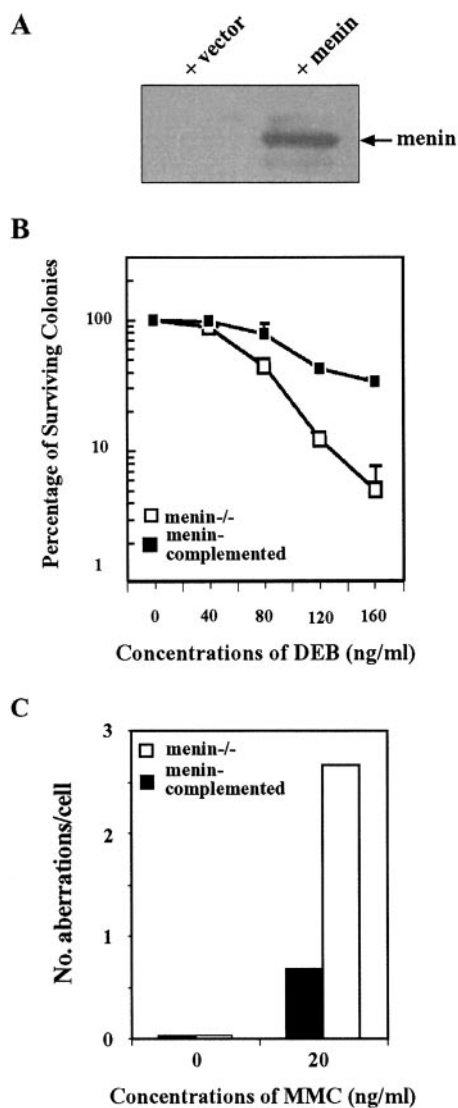 A
+ vector
+ menin
menin
B
Percentage of Surviving Colonies
100
10
1
menin-/-
menin-
complemented
0 40 80 120 160
Concentrations of DEB (ng/ml)
C
No. aberrations/cell
3
2
1
0
menin-/-
menin-
complemented
0 20
Concentrations of MMC (ng/ml)